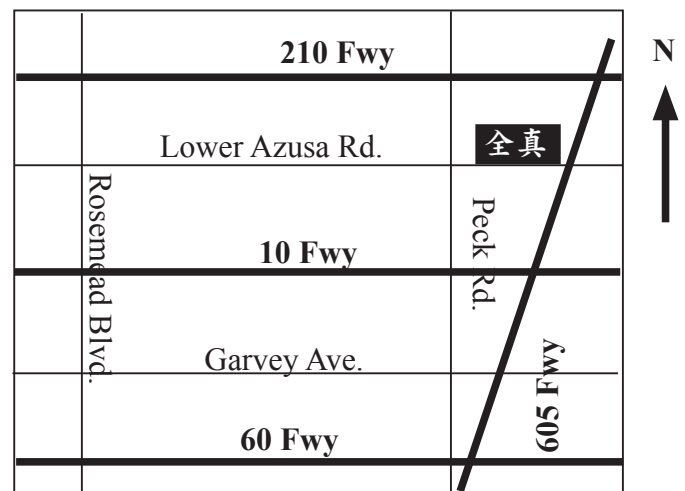 210 Fwy
N
Lower Azusa Rd.
全真
Rosemead Blvd.
Peck Rd.
10 Fwy
Garvey Ave.
605 Fwy
60 Fwy